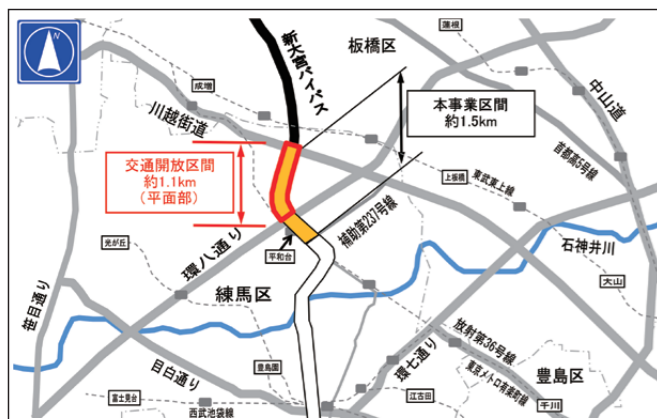 N
新大宮バイパス
板橋区
蓮根
中山道
成増
川越街道
本事業区間
約1.5km
首都高5号線
交通開放区間
約1.1km
(平面部)
上板橋
東武東上線
補助第237号線
光が丘
環八通り
平和台
石神井川
大山
笹目通り
練馬区
目白通り
豊島園
環七通り
放射第36号線
東京メトロ有楽町線
豊島区
富士見台
西武池袋線
江古田
千川